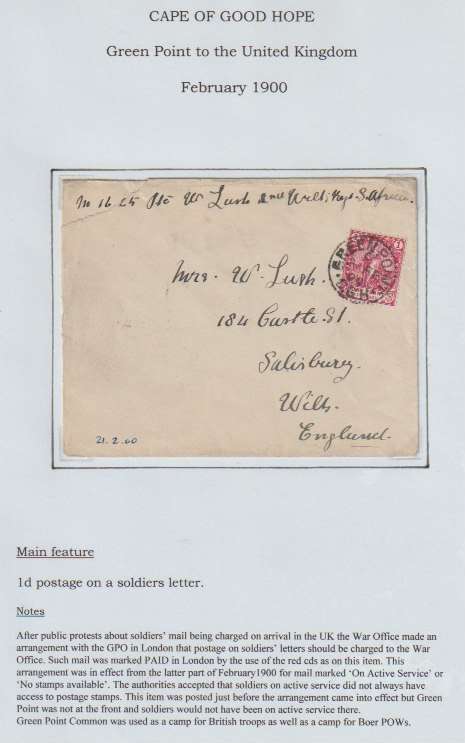 CAPE OF GOOD HOPE
Green Point to the United Kingdom
February 1900
Pte W Lush 2nd Wilts. Regt S. Africa.
Mrs. W. Lush.
184 Castle St.
Salisburey.
Wilts.
England.
21.2.00
Main feature
1d postage on a soldiers letter.
Notes
After public protests about soldiers' mail being charged on arrival in the UK the War Office made an
arrangement with the GPO in London that postage on soldiers' letters should be charged to the War
Office. Such mail was marked PAID in London by the use of the red cds as on this item. This
arrangement was in effect from the latter part of February1900 for mail marked 'On Active Service' or
'No stamps available'. The authorities accepted that soldiers on active service did not always have
access to postage stamps. This item was posted just before the arrangement came into effect but Green
Point was not at the front and soldiers would not have been on active service there.
Green Point Common was used as a camp for British troops as well as a camp for Boer POWs.